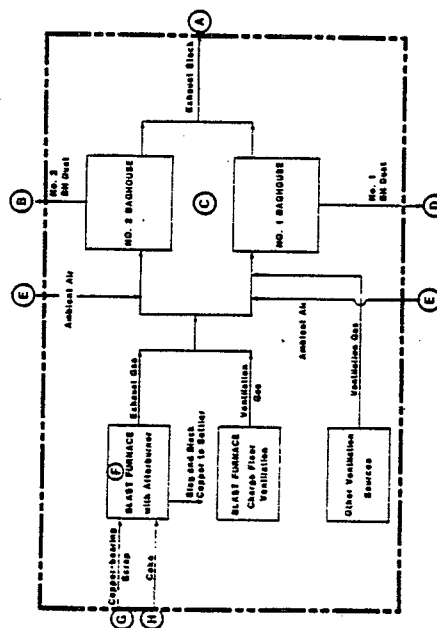 A
Exhaust Stack
B
No. 2
BH Dust
NO. 2 BAGHOUSE
C
NO. 1 BAGHOUSE
No. 1
BH Dust
D
E
Ambient Air
Ambient Air
E
Exhaust Gas
Ventilation
Gas
Ventilation Gas
F
BLAST FURNACE
with Afterburner
Slag and Black
Copper to Settler
BLAST FURNACE
Charge Floor
Ventilation
Other Ventilation
Sources
Copper-bearing
Scrap
Coke
G
H